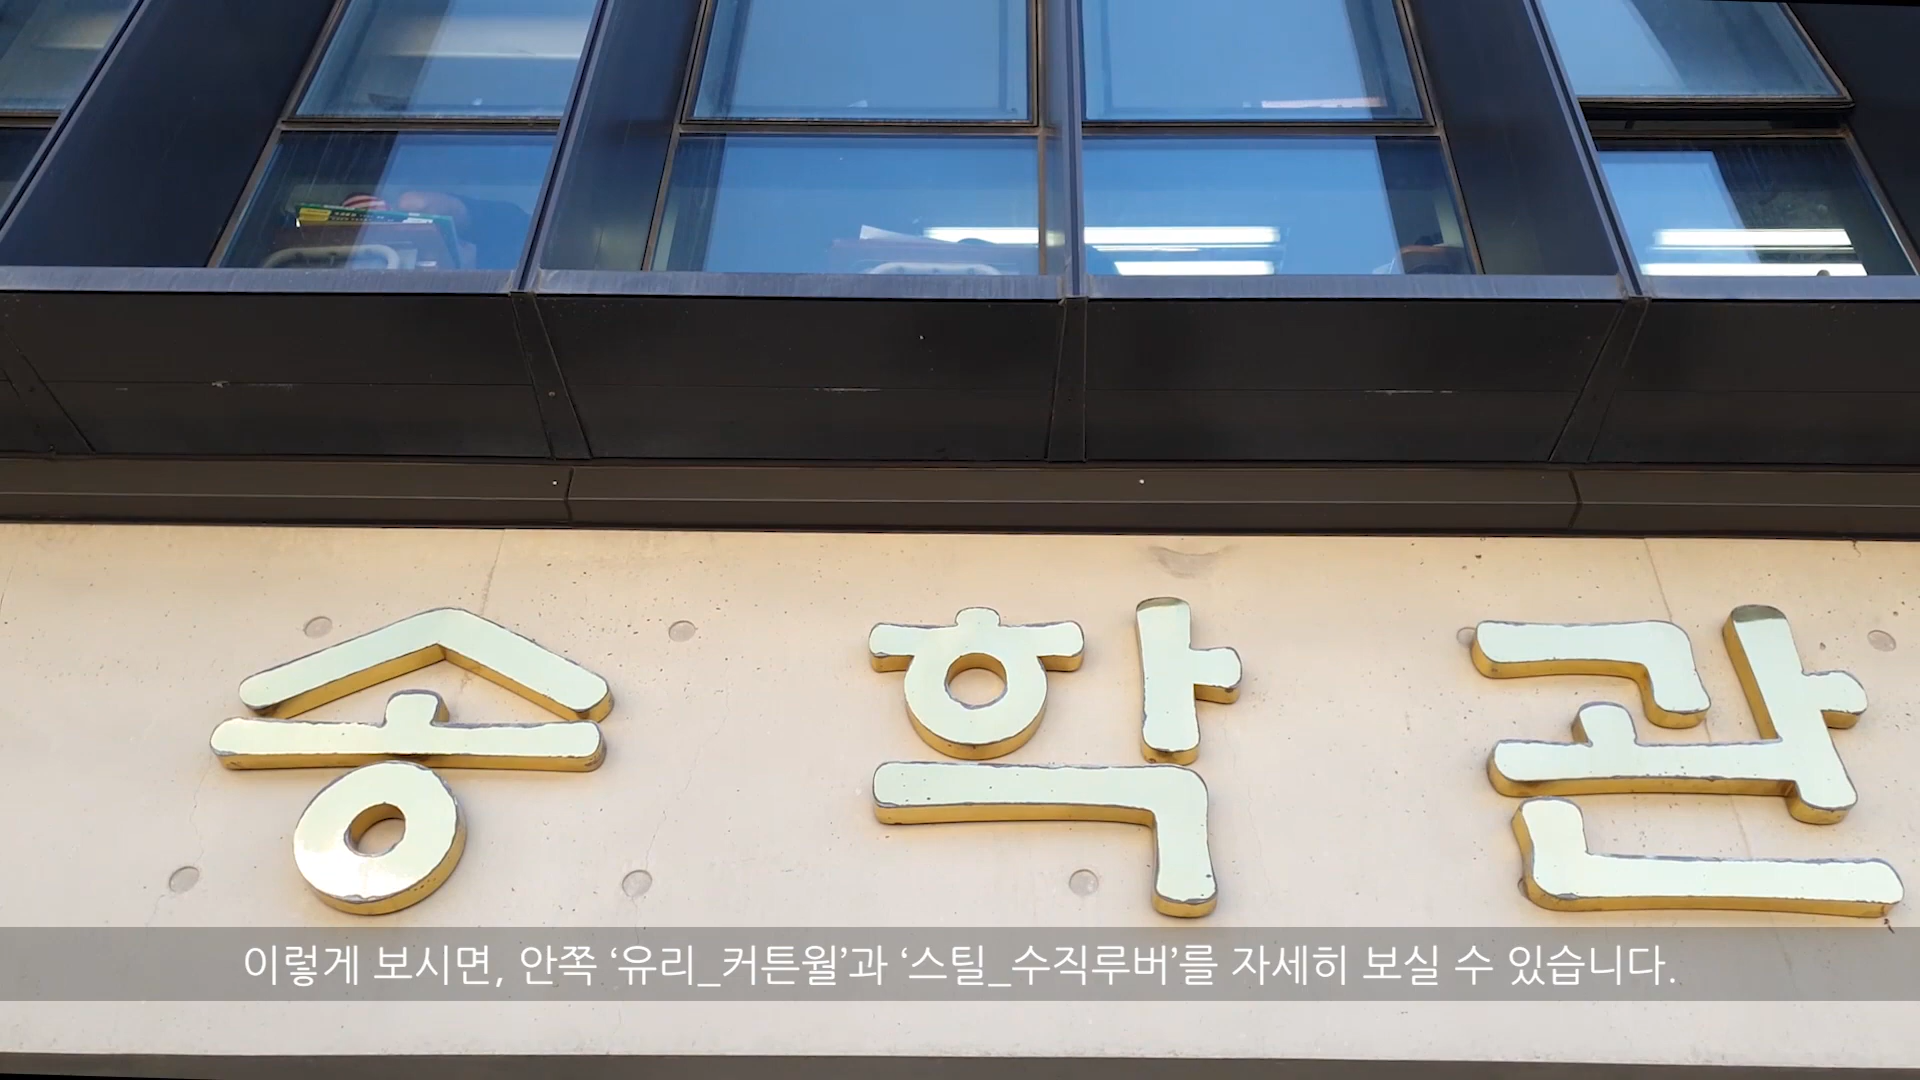 송학관
이렇게 보시면, 안쪽 ‘유리_커튼월’과 ‘스틸_수직루버’를 자세히 보실 수 있습니다.